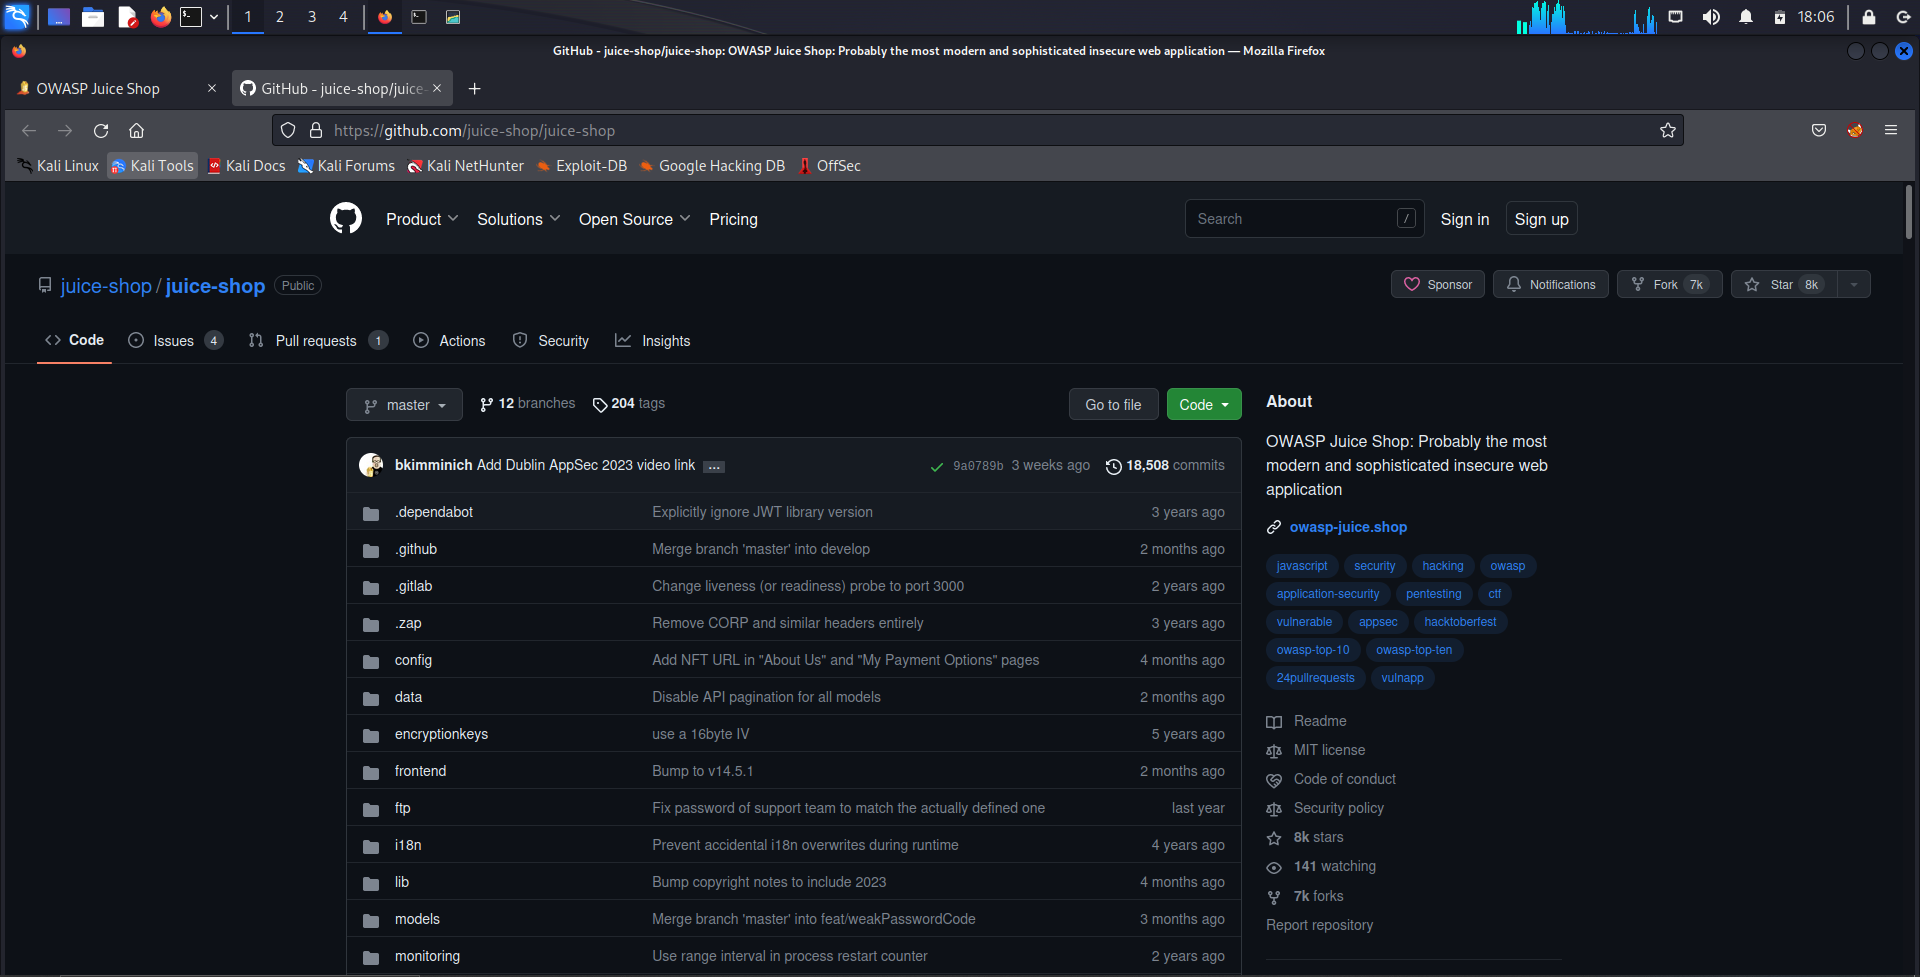 1 2 3 4 18:06
GitHub - juice-shop/juice-shop: OWASP Juice Shop: Probably the most modern and sophisticated insecure web application — Mozilla Firefox
OWASP Juice Shop GitHub - juice-shop/juice-
https://github.com/juice-shop/juice-shop
Kali Linux Kali Tools Kali Docs Kali Forums Kali NetHunter Exploit-DB Google Hacking DB OffSec
Product Solutions Open Source Pricing Search / Sign in Sign up
juice-shop / juice-shop Public Sponsor Notifications Fork 7k Star 8k
Code Issues 4 Pull requests 1 Actions Security Insights
master 12 branches 204 tags Go to file Code
bkimminich Add Dublin AppSec 2023 video link ... 9a0789b 3 weeks ago 18,508 commits
.dependabot Explicitly ignore JWT library version 3 years ago
.github Merge branch 'master' into develop 2 months ago
.gitlab Change liveness (or readiness) probe to port 3000 2 years ago
.zap Remove CORP and similar headers entirely 3 years ago
config Add NFT URL in "About Us" and "My Payment Options" pages 4 months ago
data Disable API pagination for all models 2 months ago
encryptionkeys use a 16byte IV 5 years ago
frontend Bump to v14.5.1 2 months ago
ftp Fix password of support team to match the actually defined one last year
i18n Prevent accidental i18n overwrites during runtime 4 years ago
lib Bump copyright notes to include 2023 4 months ago
models Merge branch 'master' into feat/weakPasswordCode 3 months ago
monitoring Use range interval in process restart counter 2 years ago
About
OWASP Juice Shop: Probably the most
modern and sophisticated insecure web
application
owasp-juice.shop
javascript security hacking owasp
application-security pentesting ctf
vulnerable appsec hacktoberfest
owasp-top-10 owasp-top-ten
24pullrequests vulnapp
Readme
MIT license
Code of conduct
Security policy
8k stars
141 watching
7k forks
Report repository